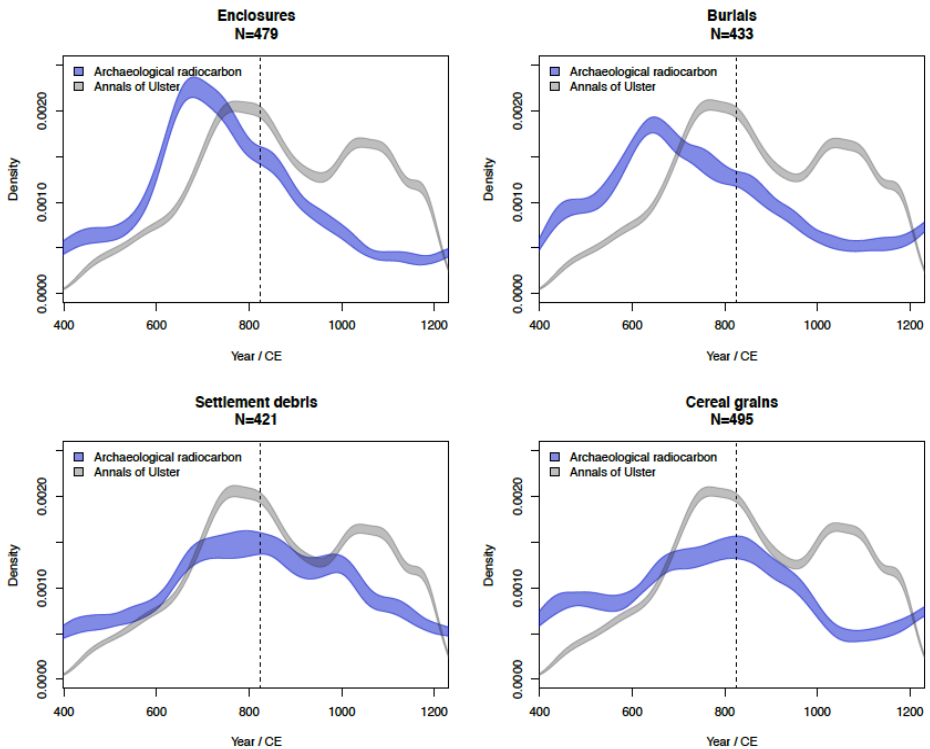 Enclosures
N=479
Archaeological radiocarbon
Annals of Ulster
Density
0.0000 0.0010 0.0020
400 600 800 1000 1200
Year / CE
Burials
N=433
Archaeological radiocarbon
Annals of Ulster
Density
0.0000 0.0010 0.0020
400 600 800 1000 1200
Year / CE
Settlement debris
N=421
Archaeological radiocarbon
Annals of Ulster
Density
0.0000 0.0010 0.0020
400 600 800 1000 1200
Year / CE
Cereal grains
N=495
Archaeological radiocarbon
Annals of Ulster
Density
0.0000 0.0010 0.0020
400 600 800 1000 1200
Year / CE